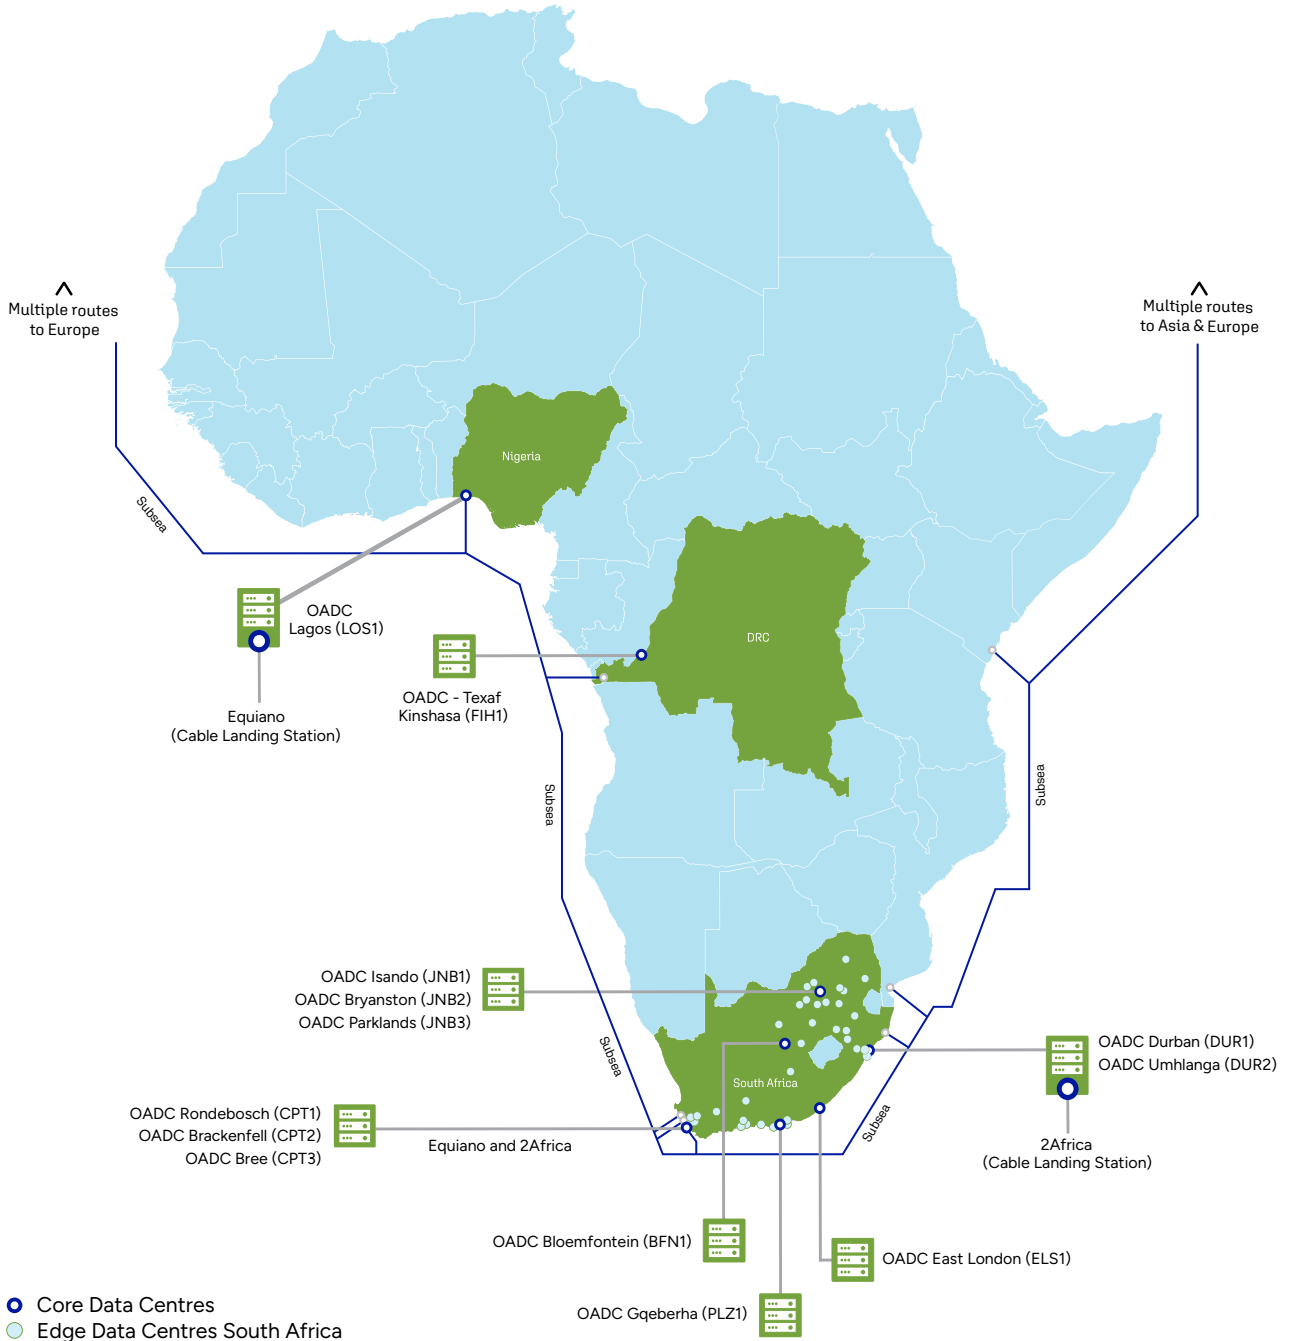 Multiple routes
to Europe
Multiple routes
to Asia & Europe
Nigeria
Subsea
OADC
Lagos (LOS1)
DRC
OADC - Texaf
Kinshasa (FIH1)
Equiano
(Cable Landing Station)
Subsea
Subsea
OADC Isando (JNB1)
OADC Bryanston (JNB2)
OADC Parklands (JNB3)
Subsea
OADC Durban (DUR1)
OADC Umhlanga (DUR2)
South Africa
Subsea
OADC Rondebosch (CPT1)
OADC Brackenfell (CPT2)
OADC Bree (CPT3)
Equiano and 2Africa
2Africa
(Cable Landing Station)
OADC Bloemfontein (BFN1)
OADC East London (ELS1)
OADC Gqeberha (PLZ1)
Core Data Centres
Edge Data Centres South Africa